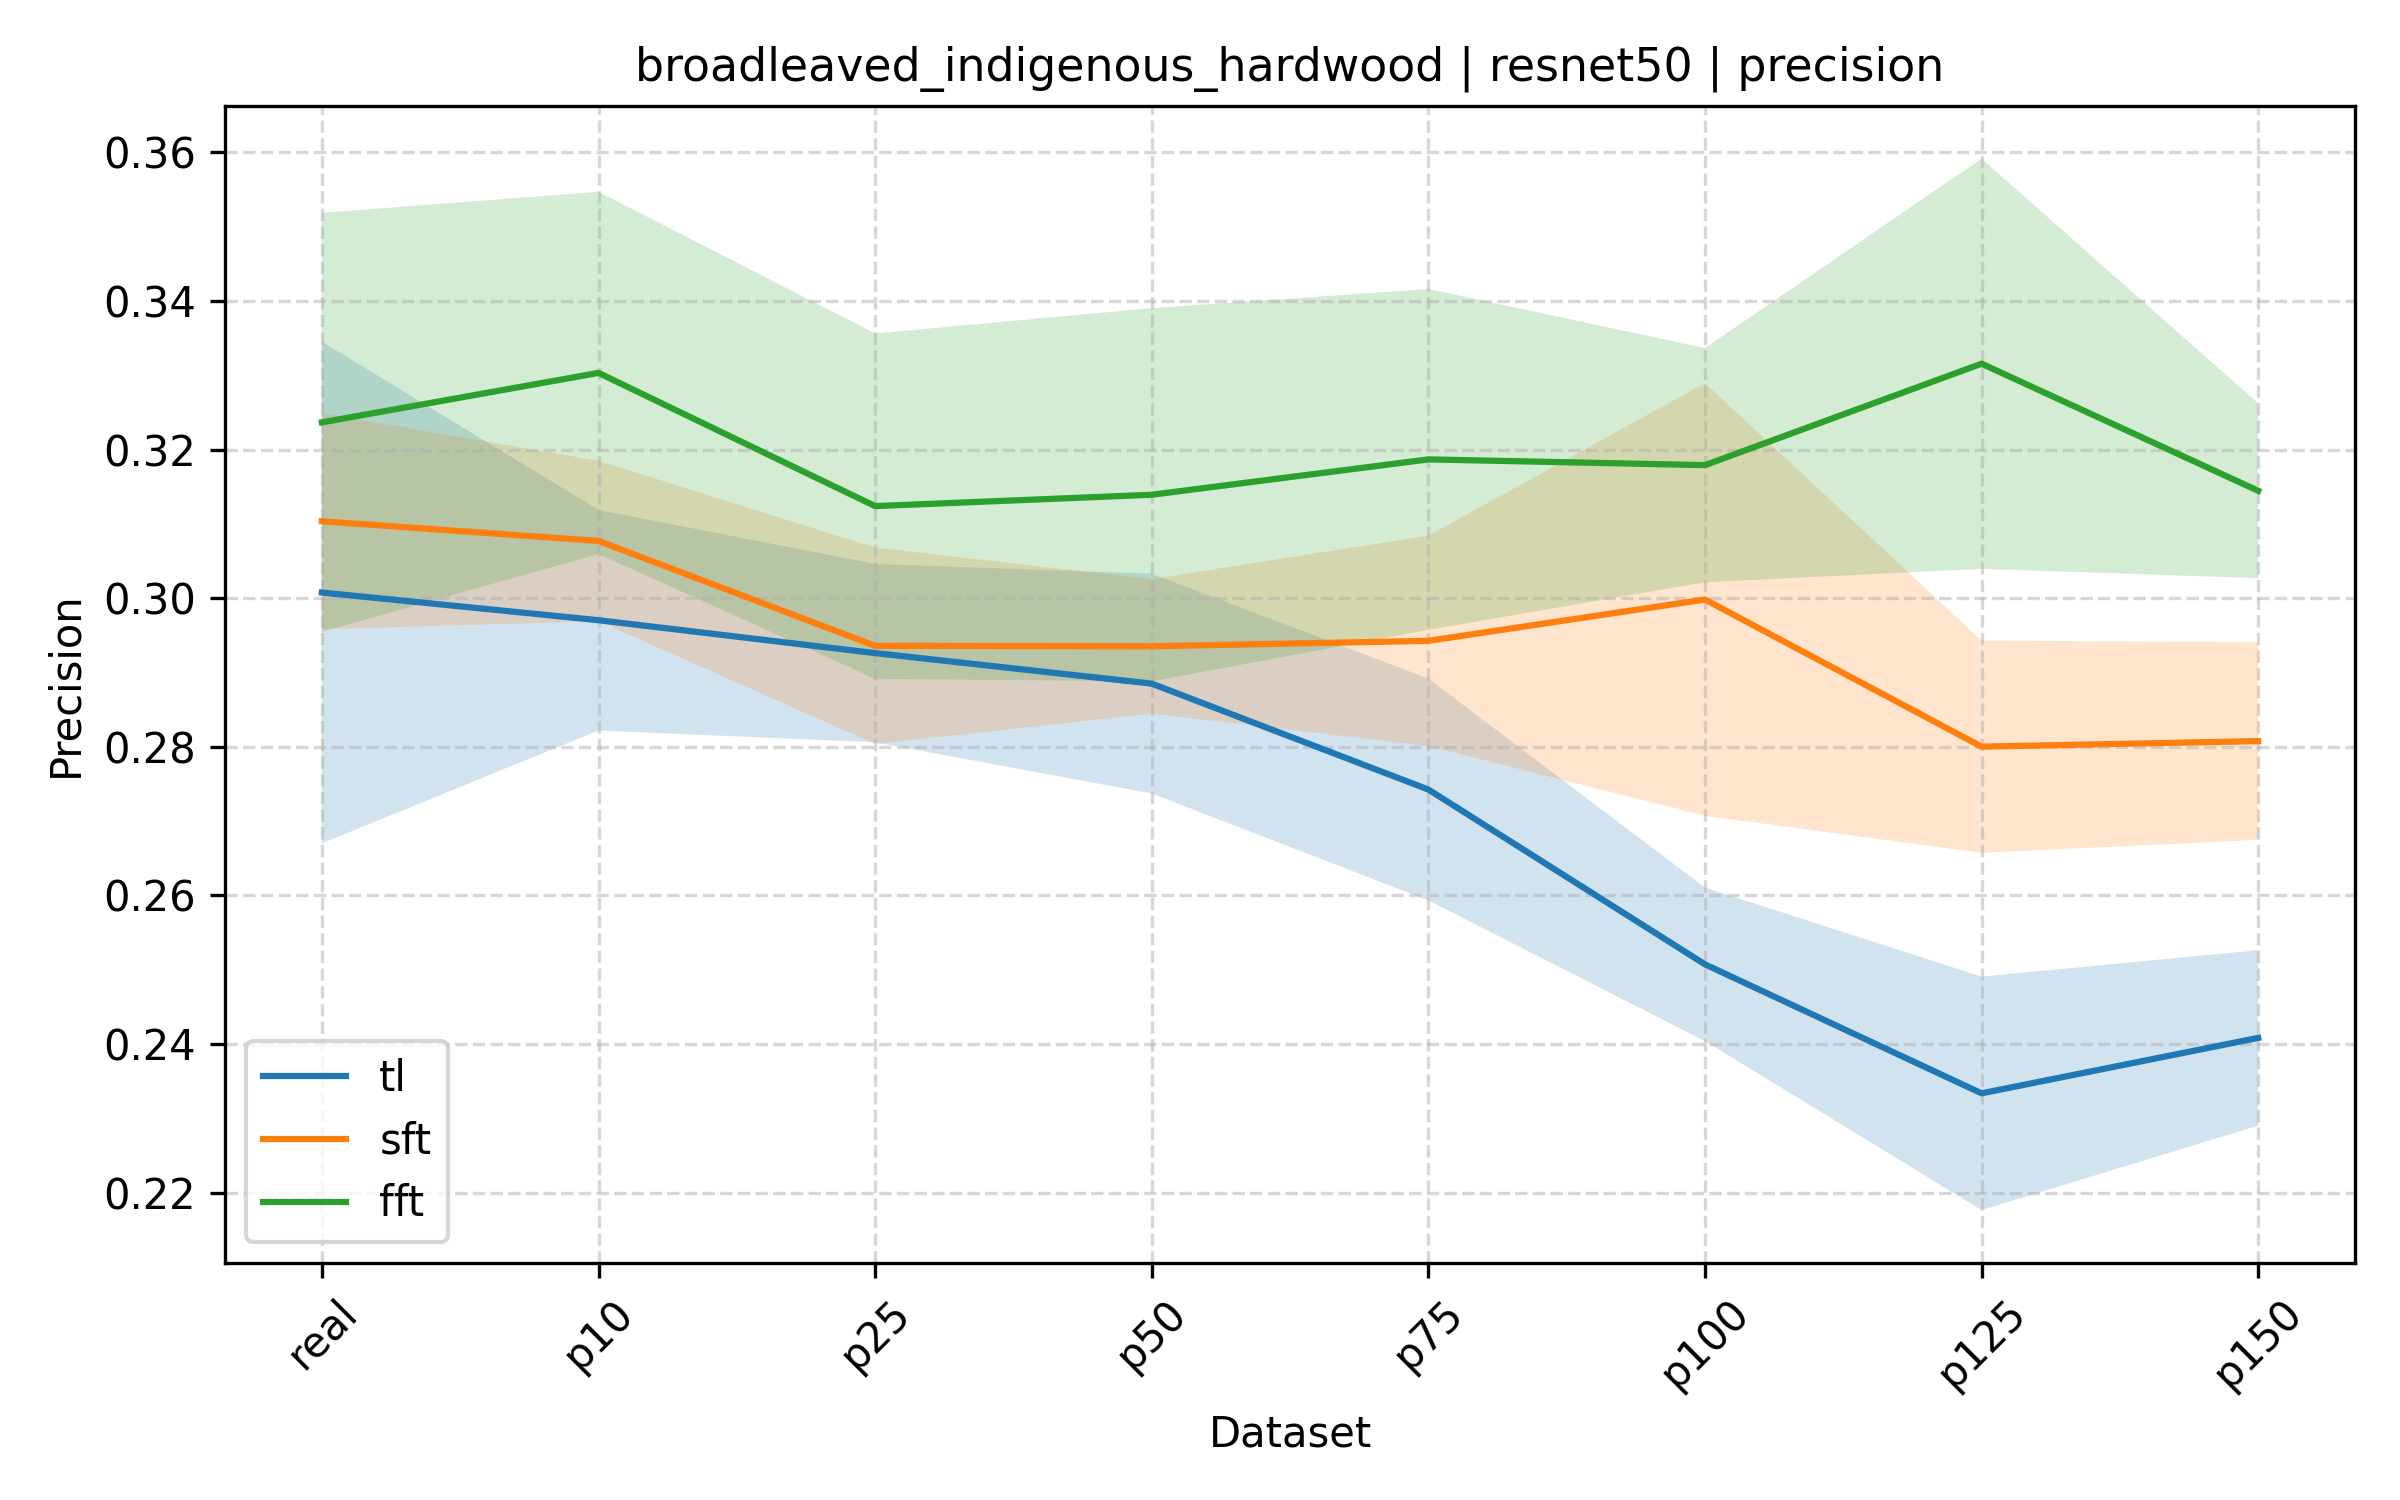 broadleaved_indigenous_hardwood | resnet50 | precision
0.36
0.34
0.32
0.30
0.28
0.26
0.24
0.22
Precision
tl
sft
fft
real
p10
p25
p50
p75
p100
p125
p150
Dataset